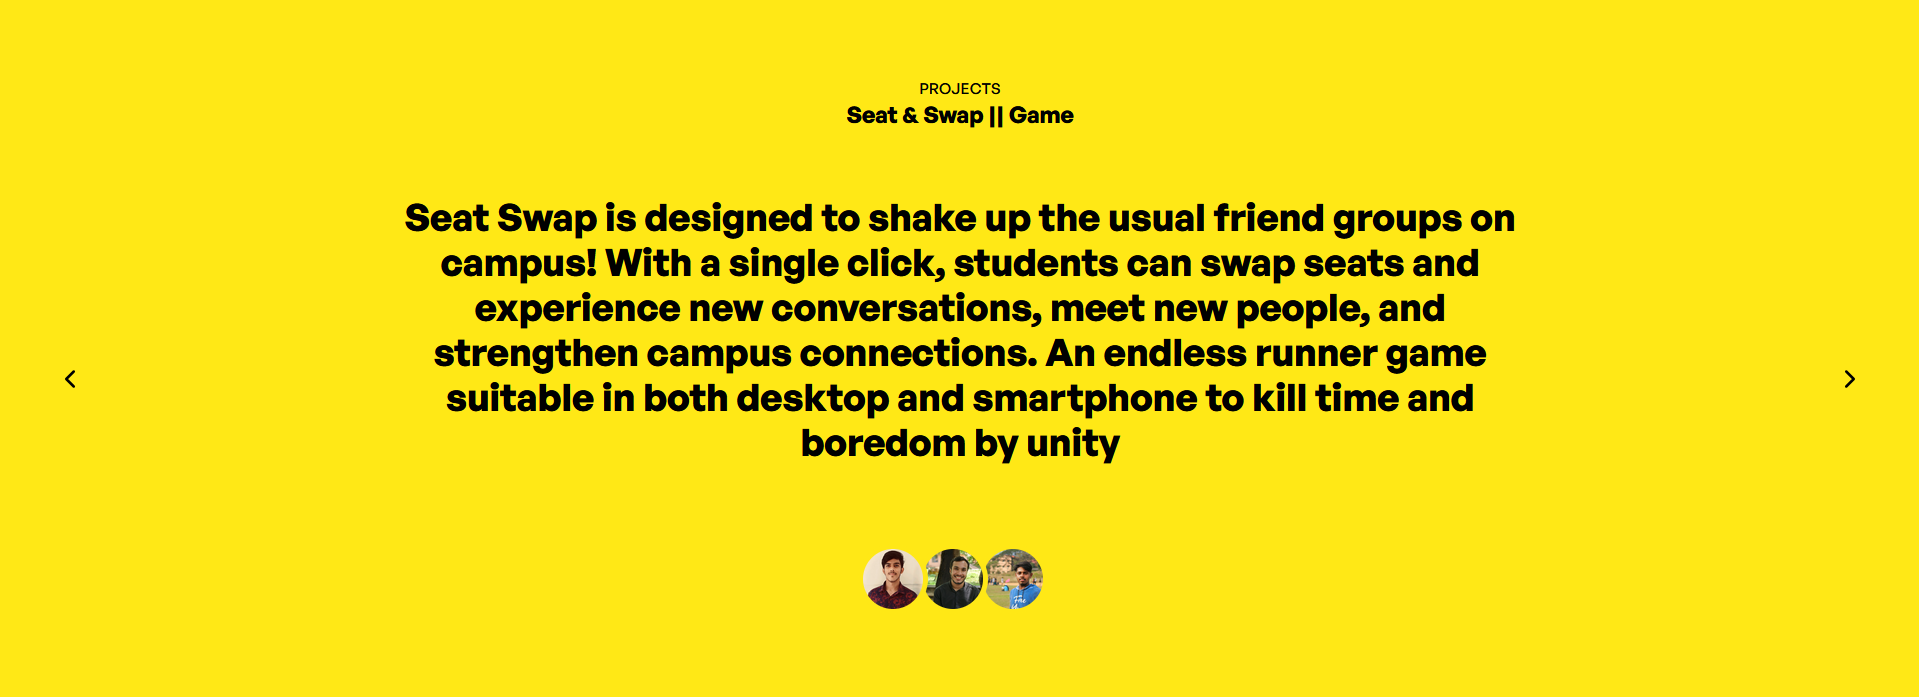 PROJECTS
Seat & Swap || Game
Seat Swap is designed to shake up the usual friend groups on
campus! With a single click, students can swap seats and
experience new conversations, meet new people, and
strengthen campus connections. An endless runner game
suitable in both desktop and smartphone to kill time and
boredom by unity